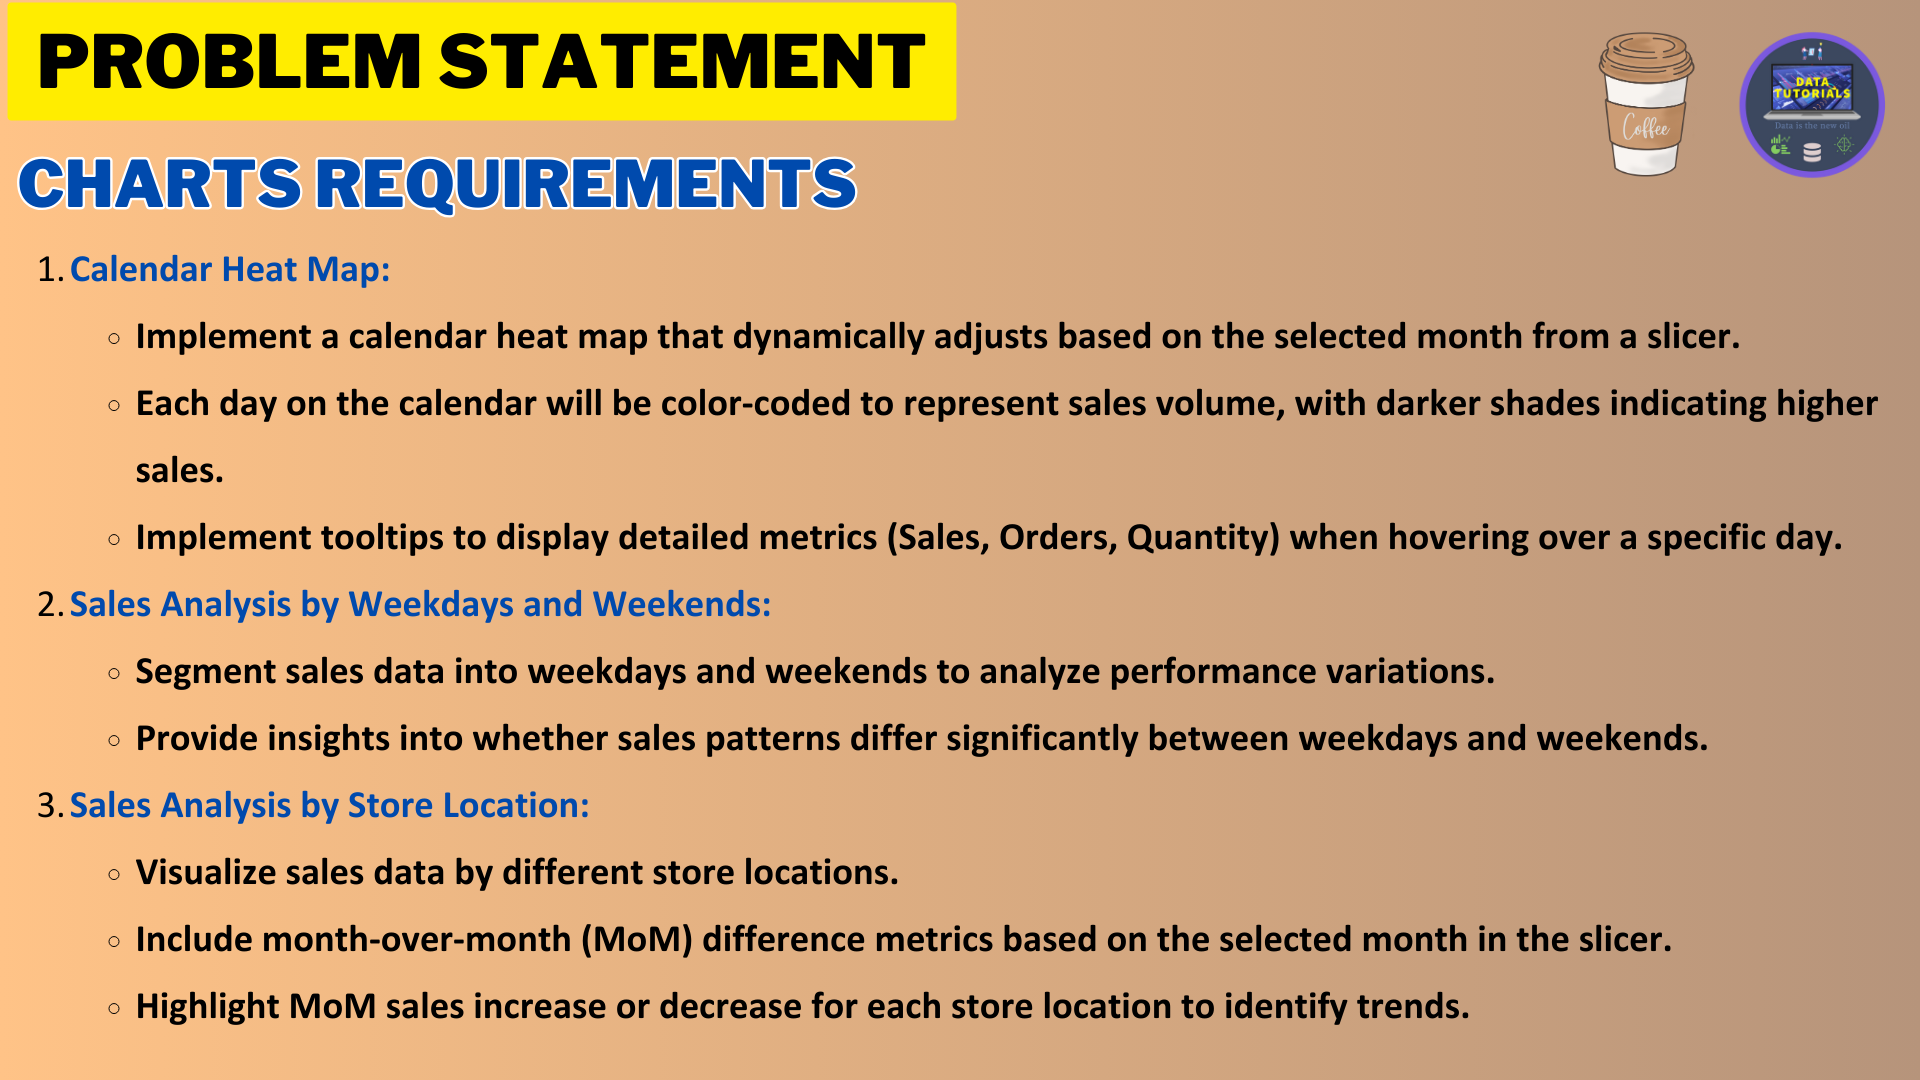 PROBLEM STATEMENT
Coffee
DATA
TUTORIALS
Data is the new oil
CHARTS REQUIREMENTS
1. Calendar Heat Map:
○ Implement a calendar heat map that dynamically adjusts based on the selected month from a slicer.
○ Each day on the calendar will be color-coded to represent sales volume, with darker shades indicating higher
sales.
○ Implement tooltips to display detailed metrics (Sales, Orders, Quantity) when hovering over a specific day.
2. Sales Analysis by Weekdays and Weekends:
○ Segment sales data into weekdays and weekends to analyze performance variations.
○ Provide insights into whether sales patterns differ significantly between weekdays and weekends.
3. Sales Analysis by Store Location:
○ Visualize sales data by different store locations.
○ Include month-over-month (MoM) difference metrics based on the selected month in the slicer.
○ Highlight MoM sales increase or decrease for each store location to identify trends.